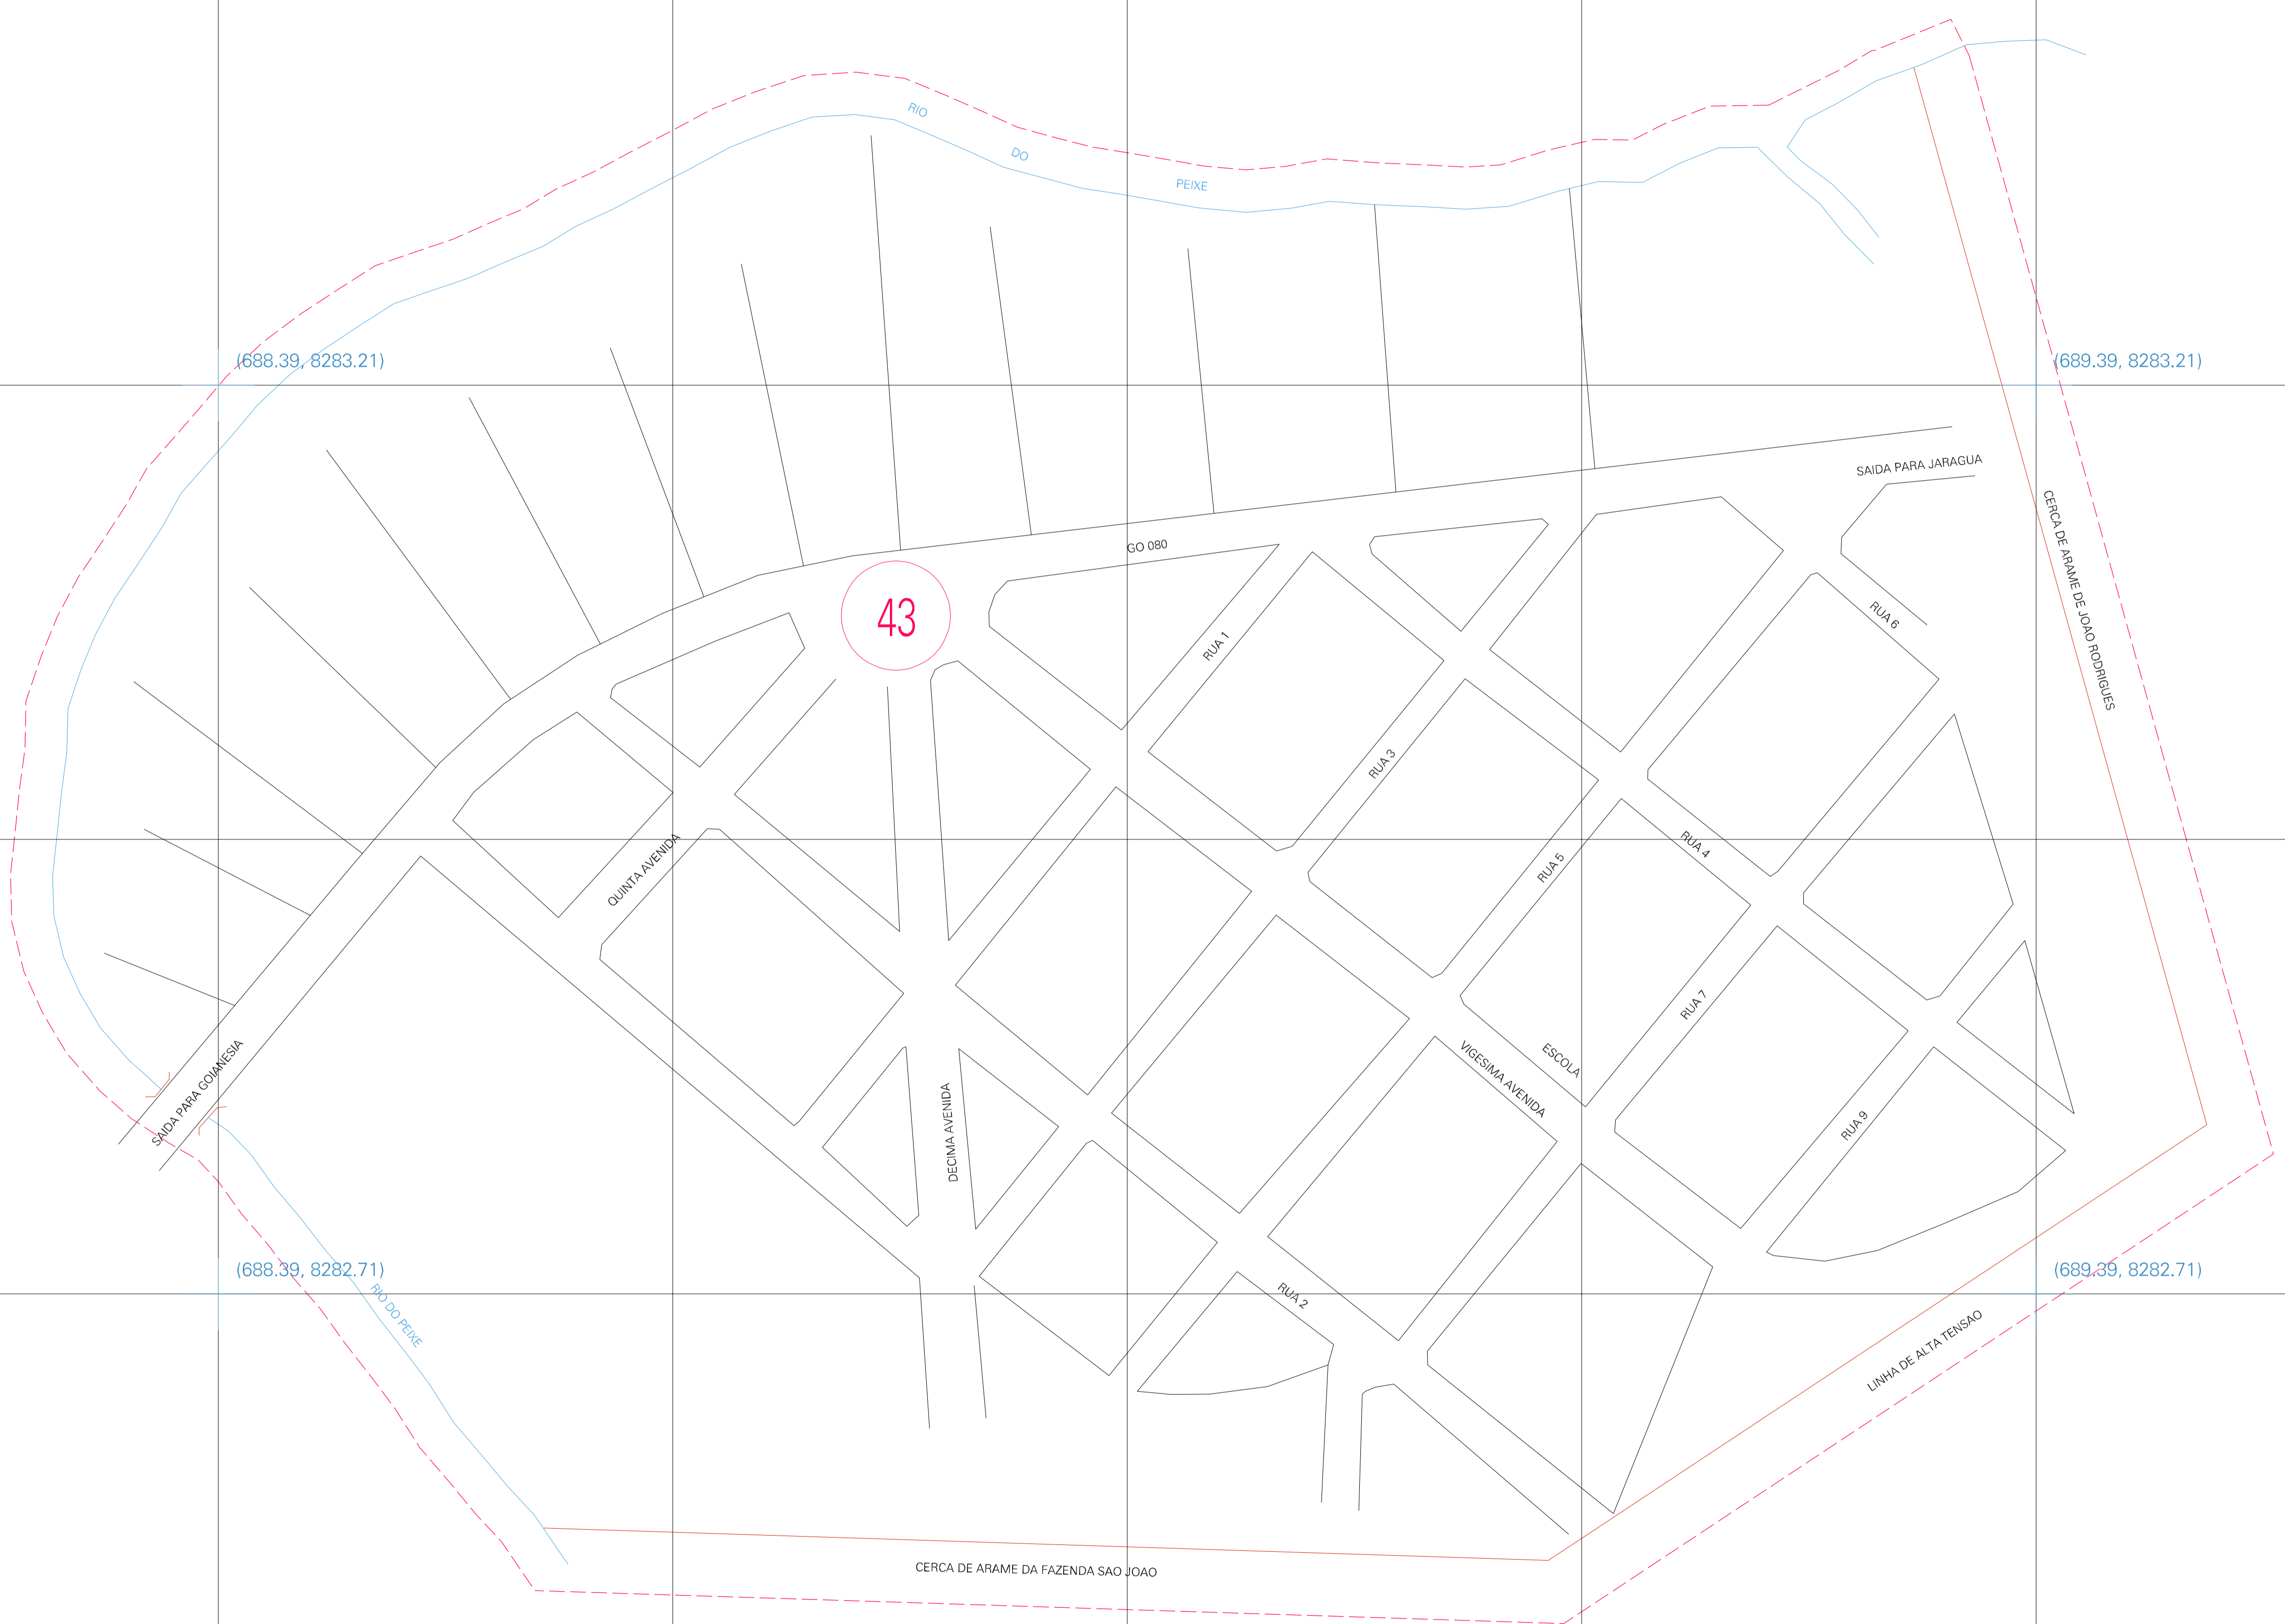 RIO
DO
PEIXE
(688.39, 8283.21)
(689.39, 8283.21)
SAIDA PARA JARAGUA
CERCA DE ARAME DE JOAO RODRIGUES
GO 080
43
RUA 6
RUA 1
RUA 3
QUINTA AVENIDA
RUA 4
RUA 5
RUA 7
ESCOLA
VIGESIMA AVENIDA
SAIDA PARA GOIANESIA
DECIMA AVENIDA
RUA 9
(688.39, 8282.71)
(689.39, 8282.71)
RIO DO PEIXE
RUA 2
LINHA DE ALTA TENSAO
CERCA DE ARAME DA FAZENDA SAO JOAO